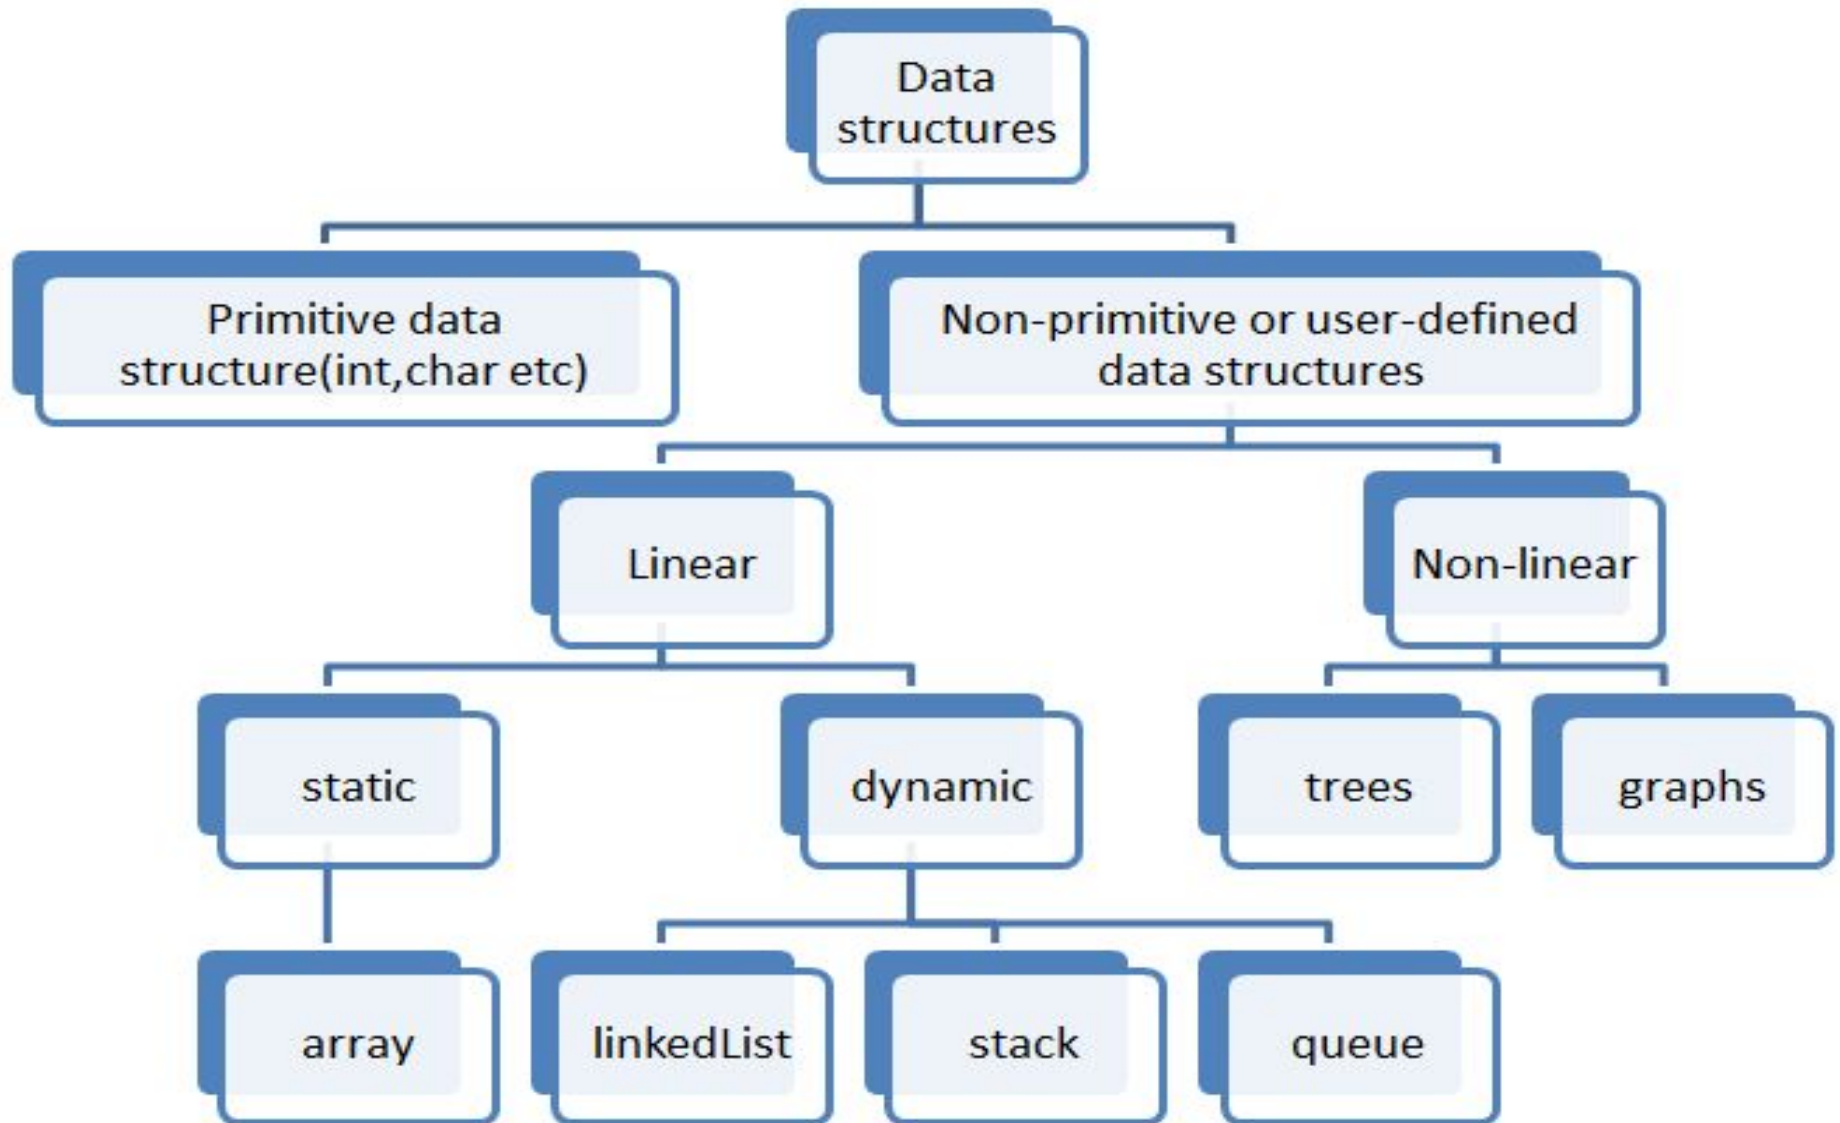 Data
structures
Primitive data
structure(int,char etc)
Non-primitive or user-defined
data structures
Linear
Non-linear
static
dynamic
trees
graphs
array
linkedList
stack
queue